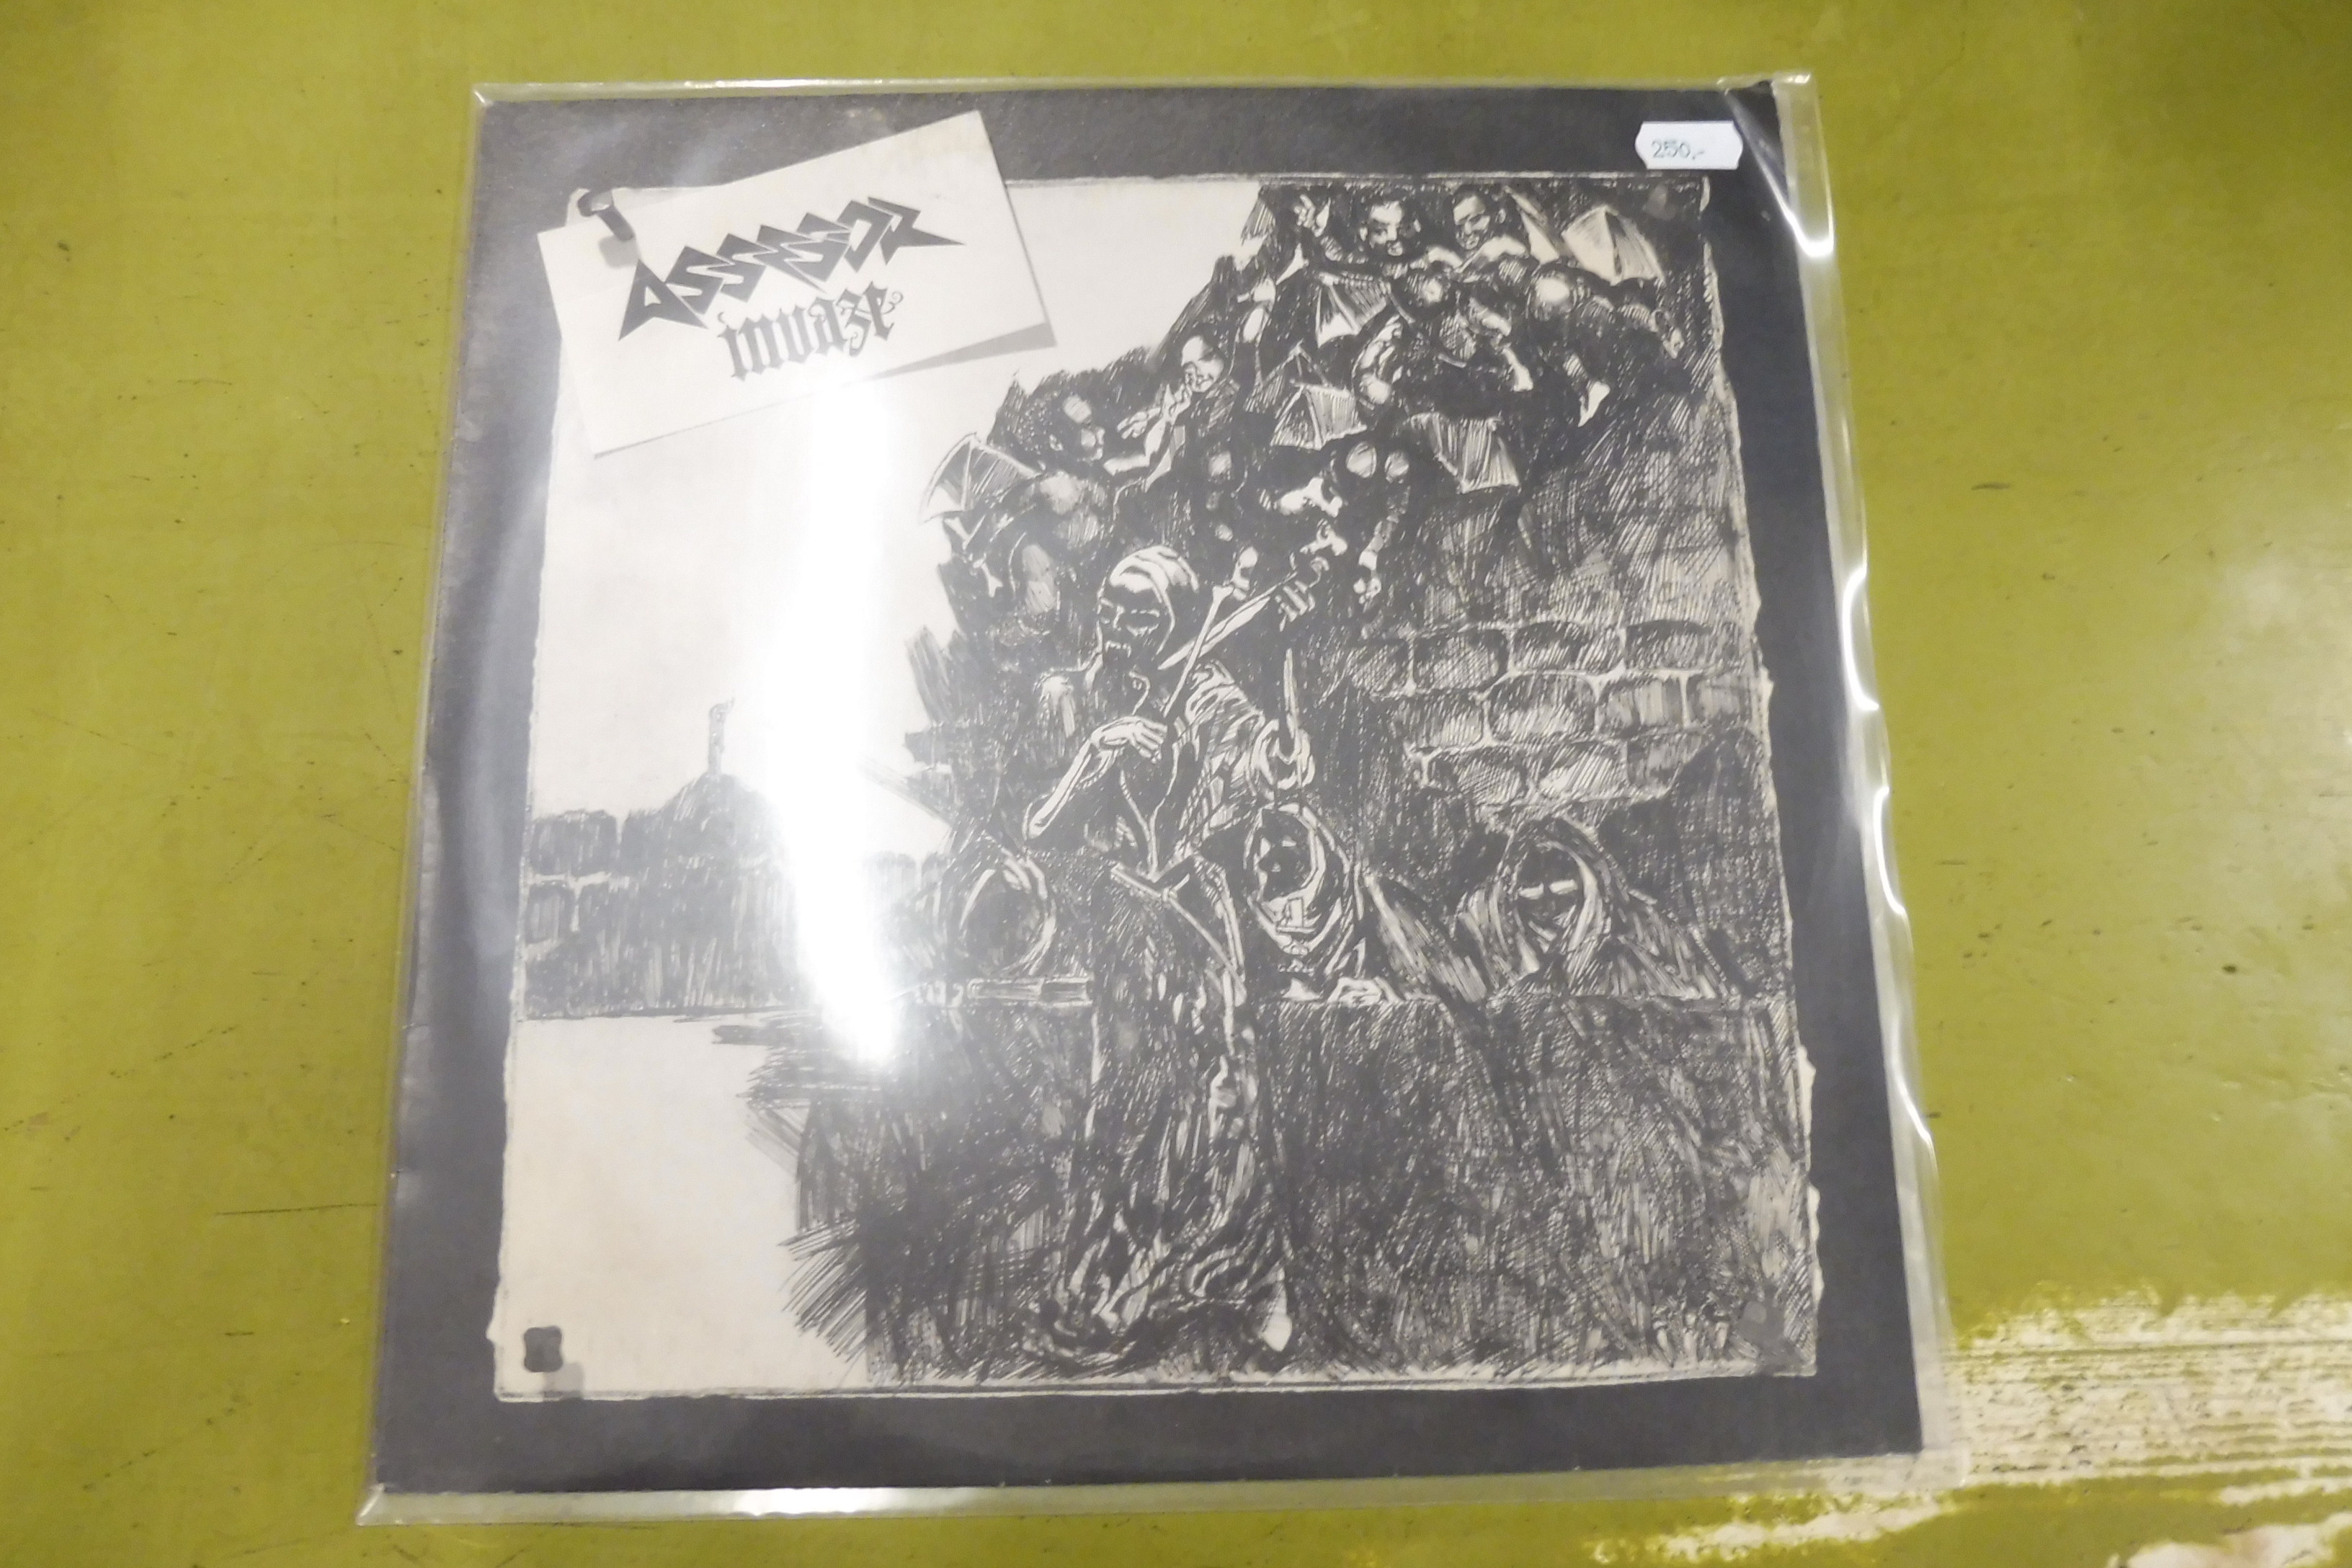 250,-
ASSESSOR
invaze